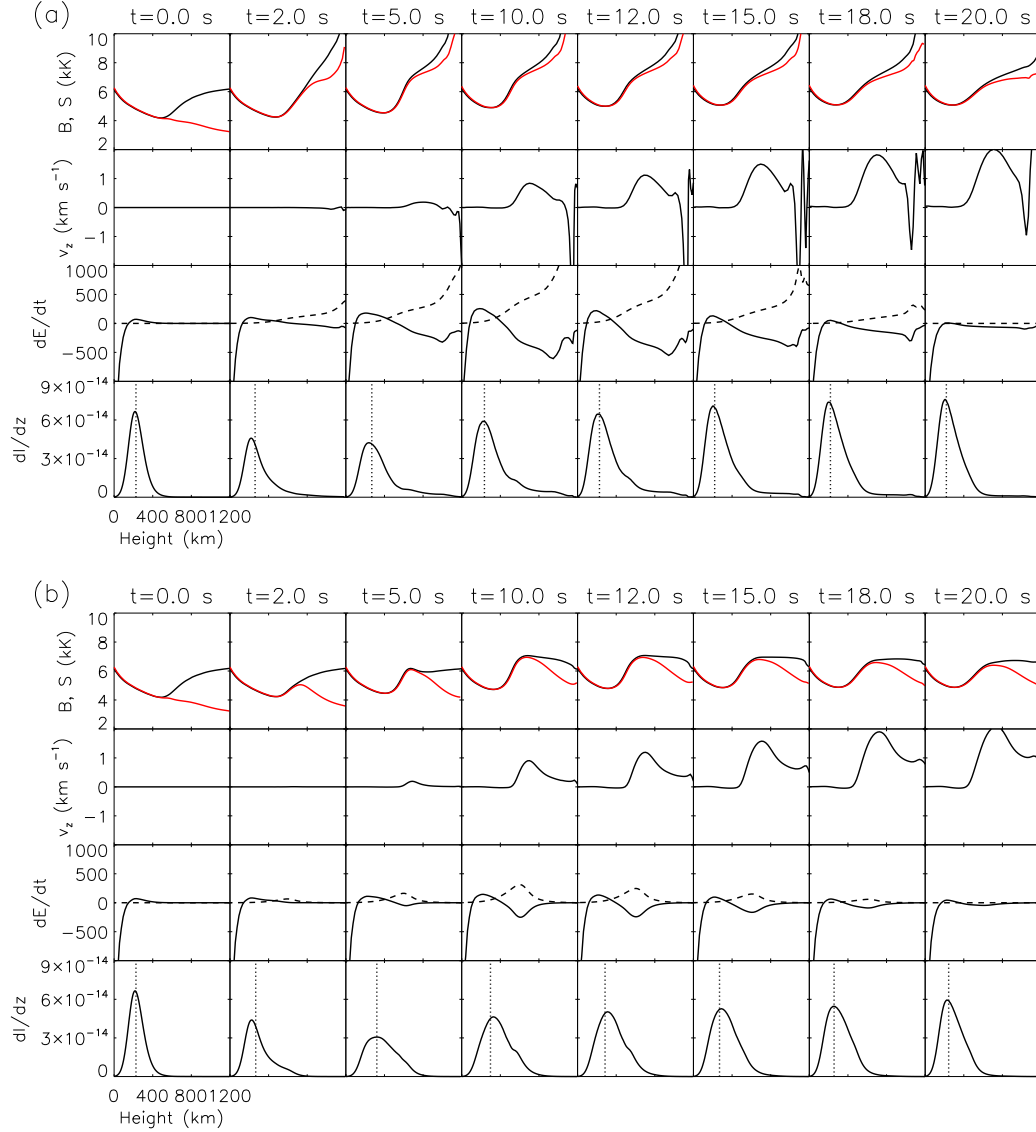 (a)
t=0.0 s t=2.0 s t=5.0 s t=10.0 s t=12.0 s t=15.0 s t=18.0 s t=20.0 s
10
8
6
4
2
B, S (kK)
1
0
−1
v_z (km s⁻¹)
1000
500
0
−500
dE/dt
9×10⁻¹⁴
6×10⁻¹⁴
3×10⁻¹⁴
0
dI/dz
0 400 800 1200
Height (km)
(b)
t=0.0 s t=2.0 s t=5.0 s t=10.0 s t=12.0 s t=15.0 s t=18.0 s t=20.0 s
10
8
6
4
2
B, S (kK)
1
0
−1
v_z (km s⁻¹)
1000
500
0
−500
dE/dt
9×10⁻¹⁴
6×10⁻¹⁴
3×10⁻¹⁴
0
dI/dz
0 400 800 1200
Height (km)